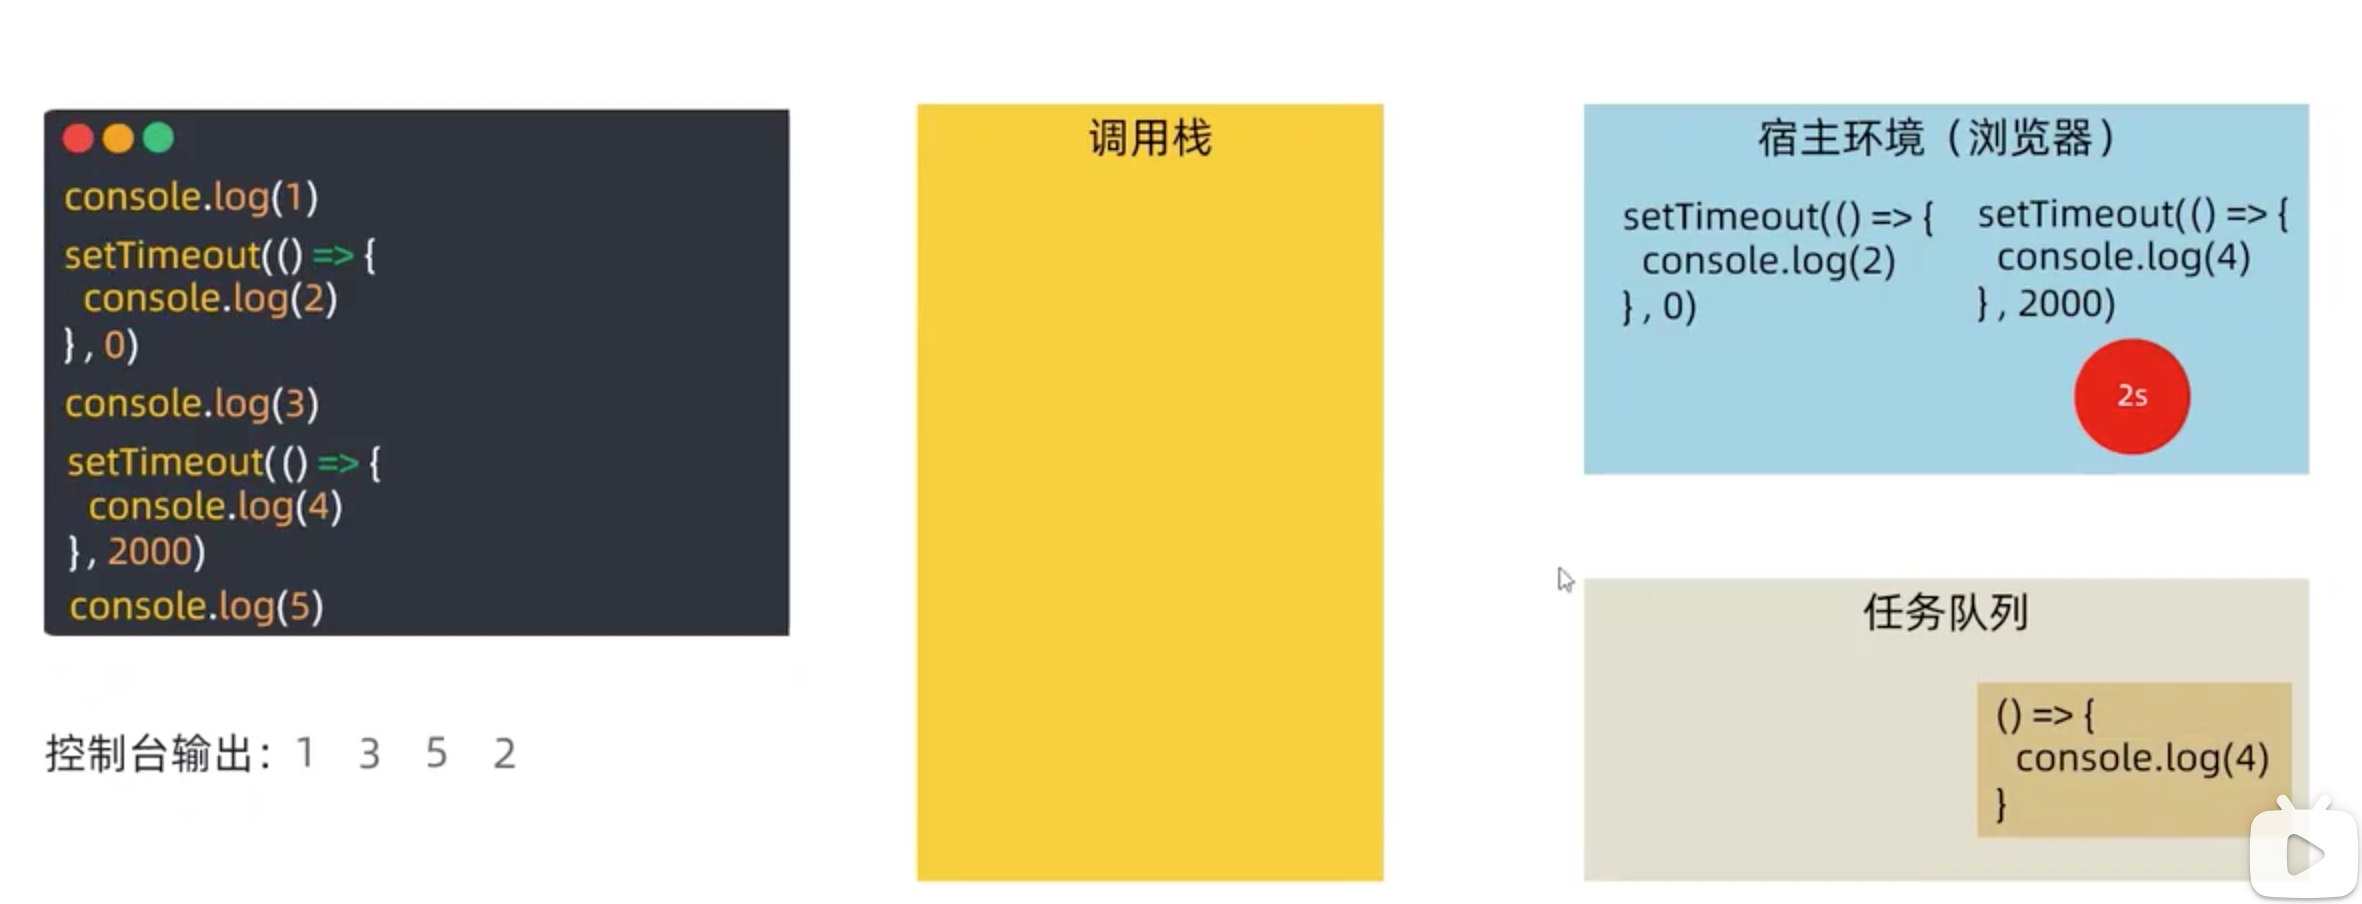 console.log(1)
setTimeout(() => {
console.log(2)
} , 0)
console.log(3)
setTimeout(() => {
console.log(4)
} , 2000)
console.log(5)
控制台输出：1 3 5 2
调用栈
宿主环境（浏览器）
setTimeout(() => {
console.log(2)
} , 0)
setTimeout(() => {
console.log(4)
} , 2000)
2s
任务队列
() => {
console.log(4)
}